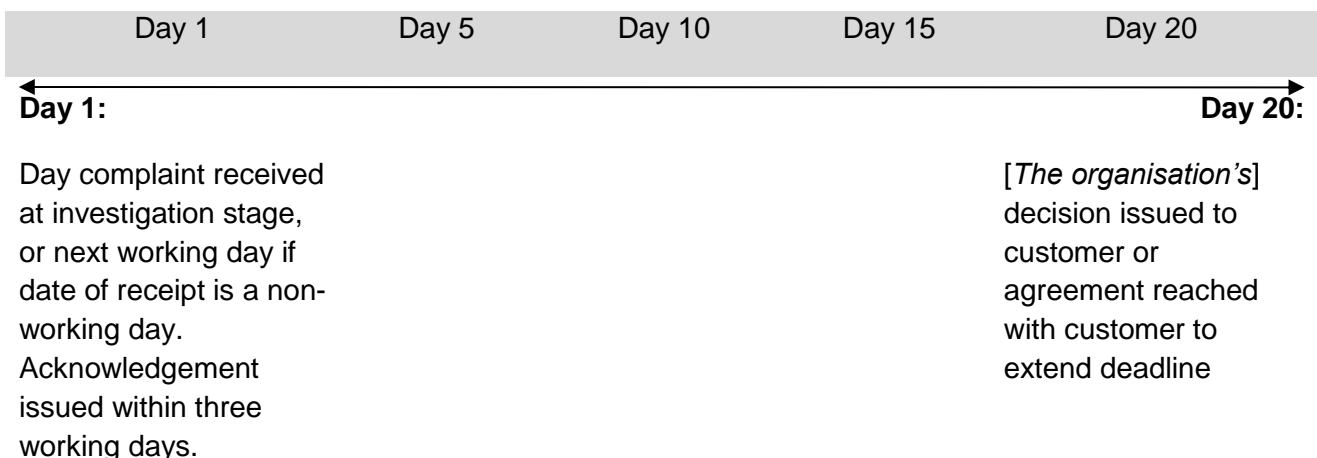 Day 1 Day 5 Day 10 Day 15 Day 20
Day 1: Day 20:
Day complaint received
at investigation stage,
or next working day if
date of receipt is a non-
working day.
Acknowledgement
issued within three
working days.
[The organisation’s]
decision issued to
customer or
agreement reached
with customer to
extend deadline